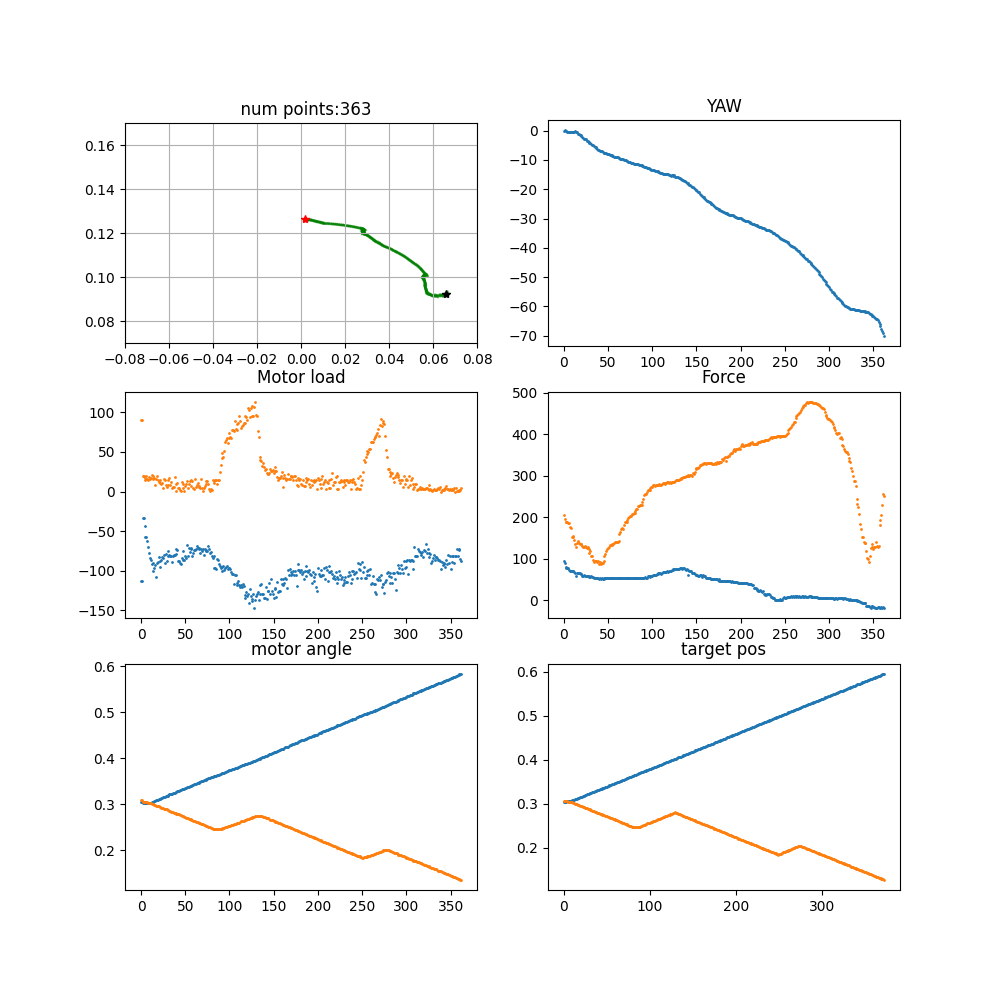 num points:363
0.16
0.14
0.12
0.10
0.08
−0.08 −0.06 −0.04 −0.02 0.00 0.02 0.04 0.06 0.08
YAW
0
−10
−20
−30
−40
−50
−60
−70
0 50 100 150 200 250 300 350
Motor load
100
50
0
−50
−100
−150
0 50 100 150 200 250 300 350
Force
500
400
300
200
100
0
0 50 100 150 200 250 300 350
motor angle
0.6
0.5
0.4
0.3
0.2
0 50 100 150 200 250 300 350
target pos
0.6
0.5
0.4
0.3
0.2
0 100 200 300